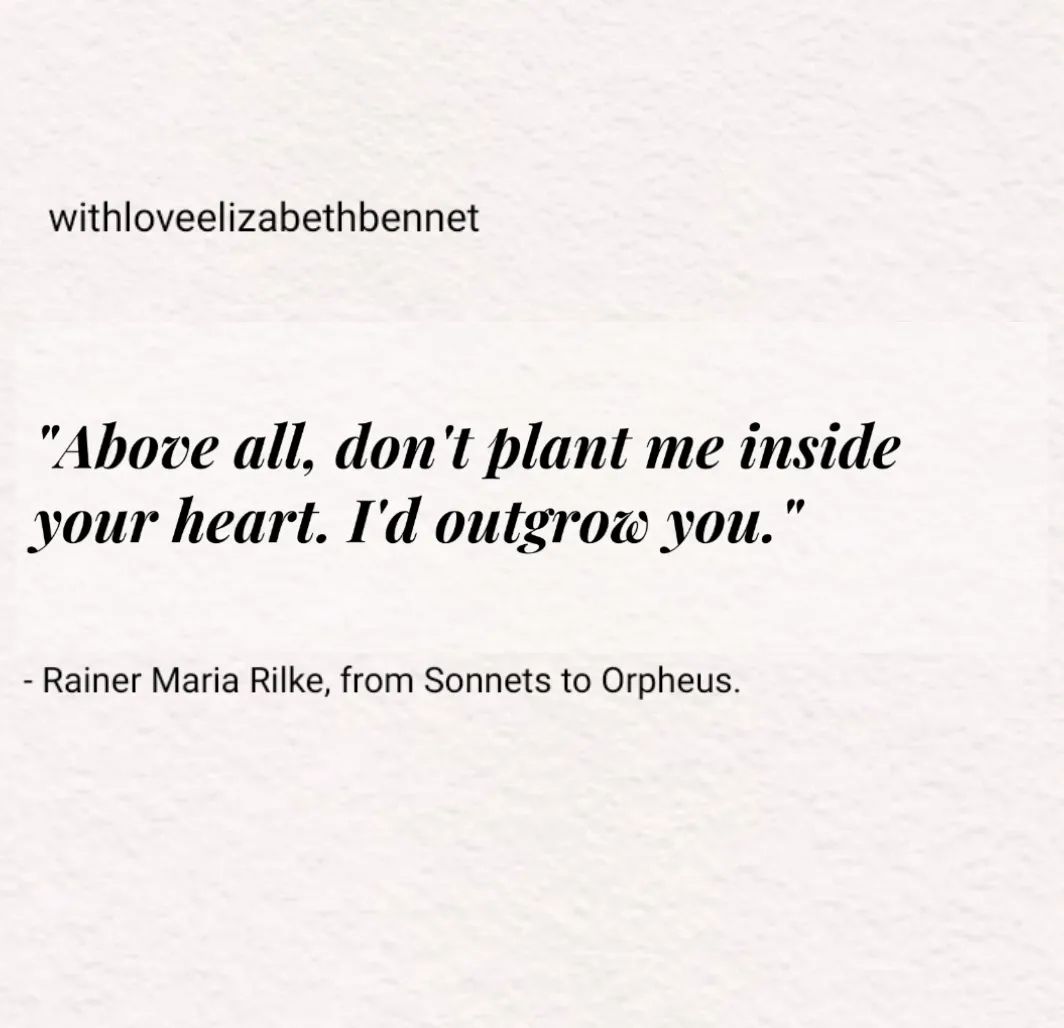 withloveelizabethbennet
"Above all, don't plant me inside
your heart. I'd outgrow you."
- Rainer Maria Rilke, from Sonnets to Orpheus.